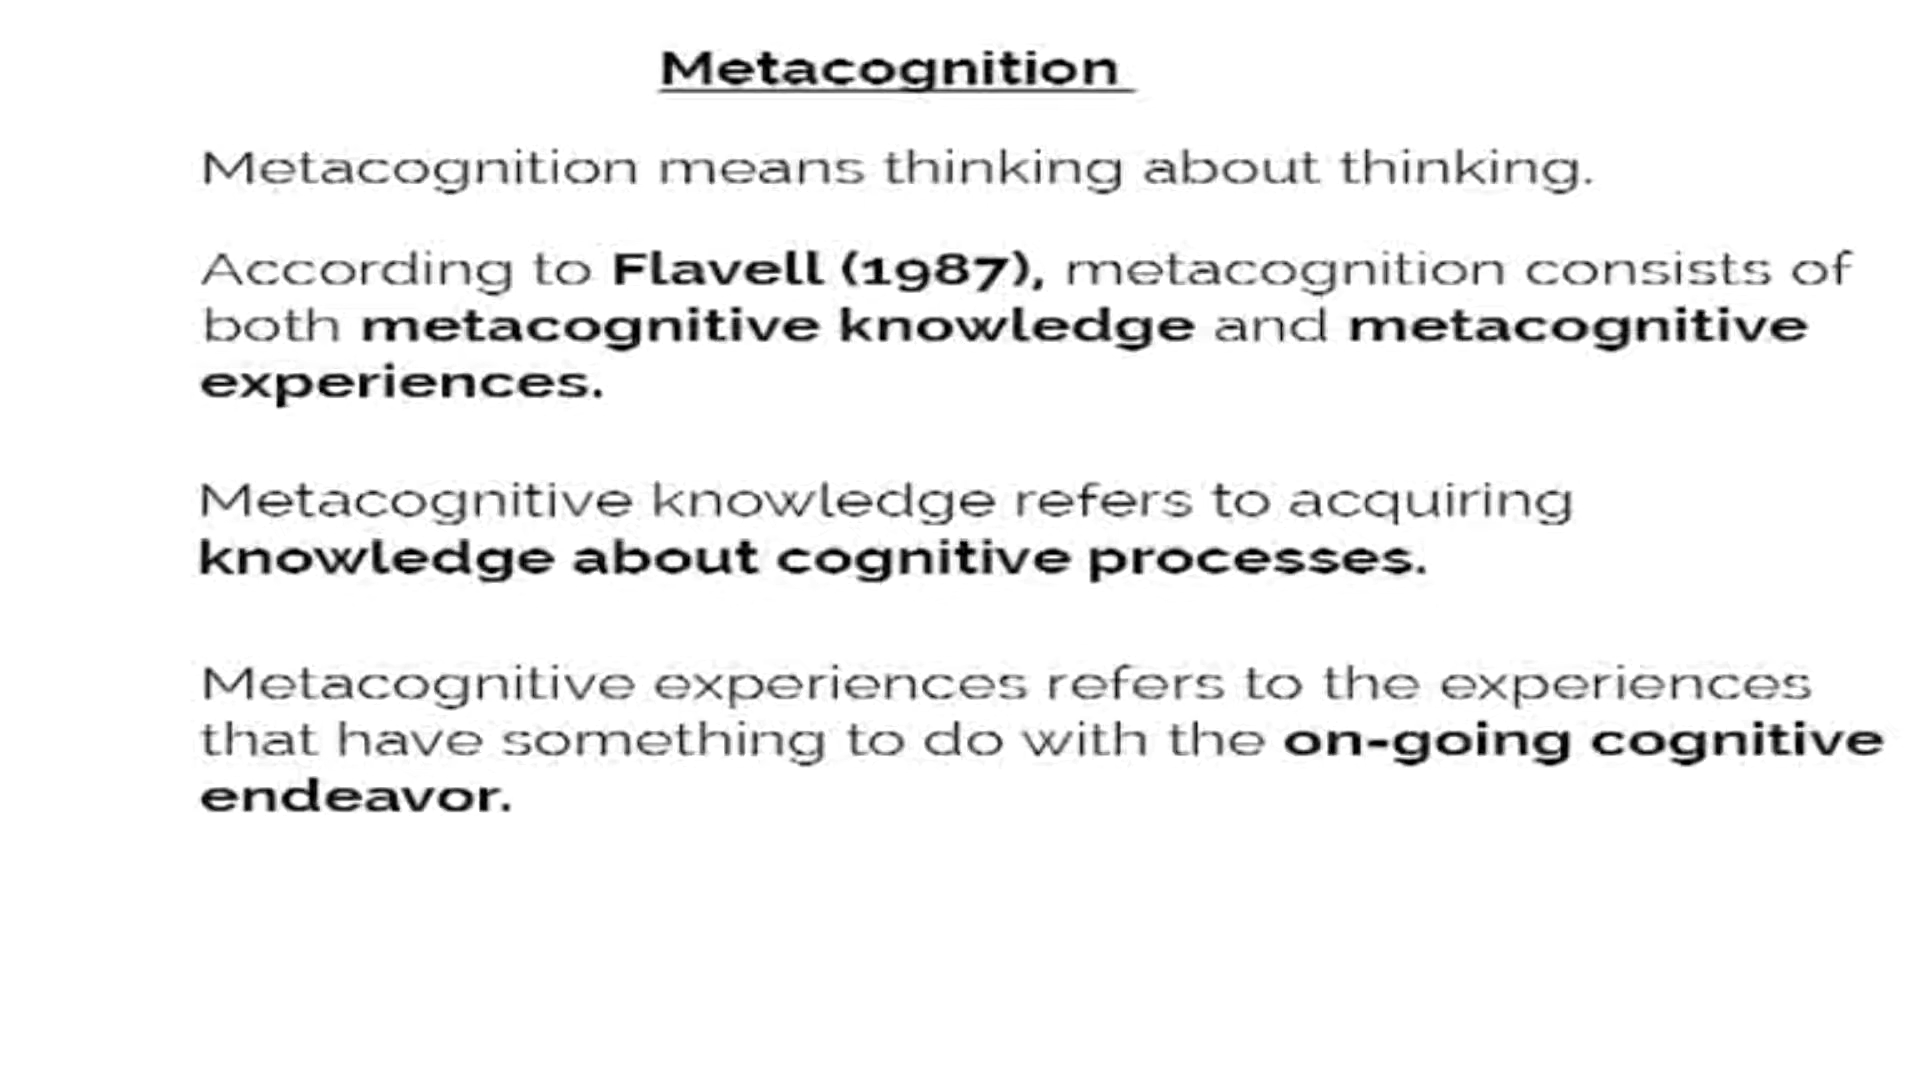 Metacognition
Metacognition means thinking about thinking.
According to Flavell (1987), metacognition consists of
both metacognitive knowledge and metacognitive
experiences.
Metacognitive knowledge refers to acquiring
knowledge about cognitive processes.
Metacognitive experiences refers to the experiences
that have something to do with the on-going cognitive
endeavor.